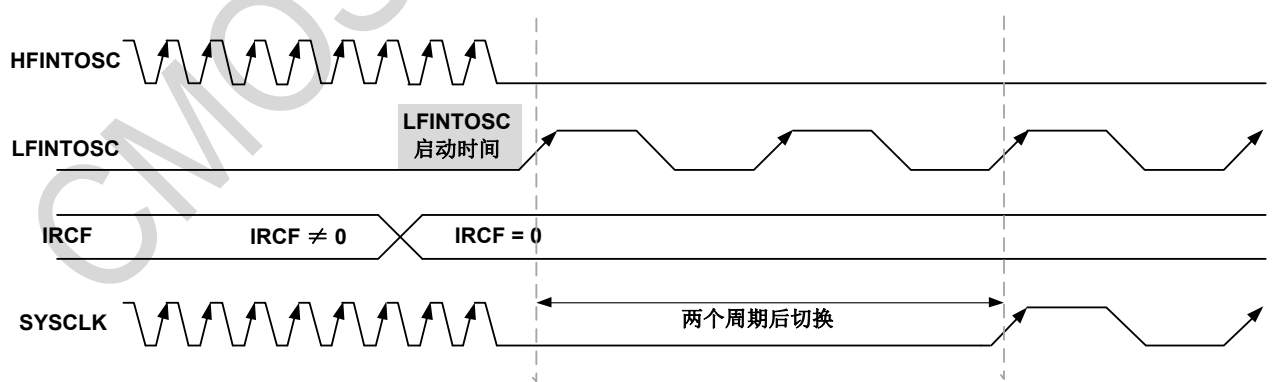 HFINTOSC
LFINTOSC
启动时间
LFINTOSC
IRCF
IRCF ≠ 0
IRCF = 0
SYSCLK
两个周期后切换
CMOS